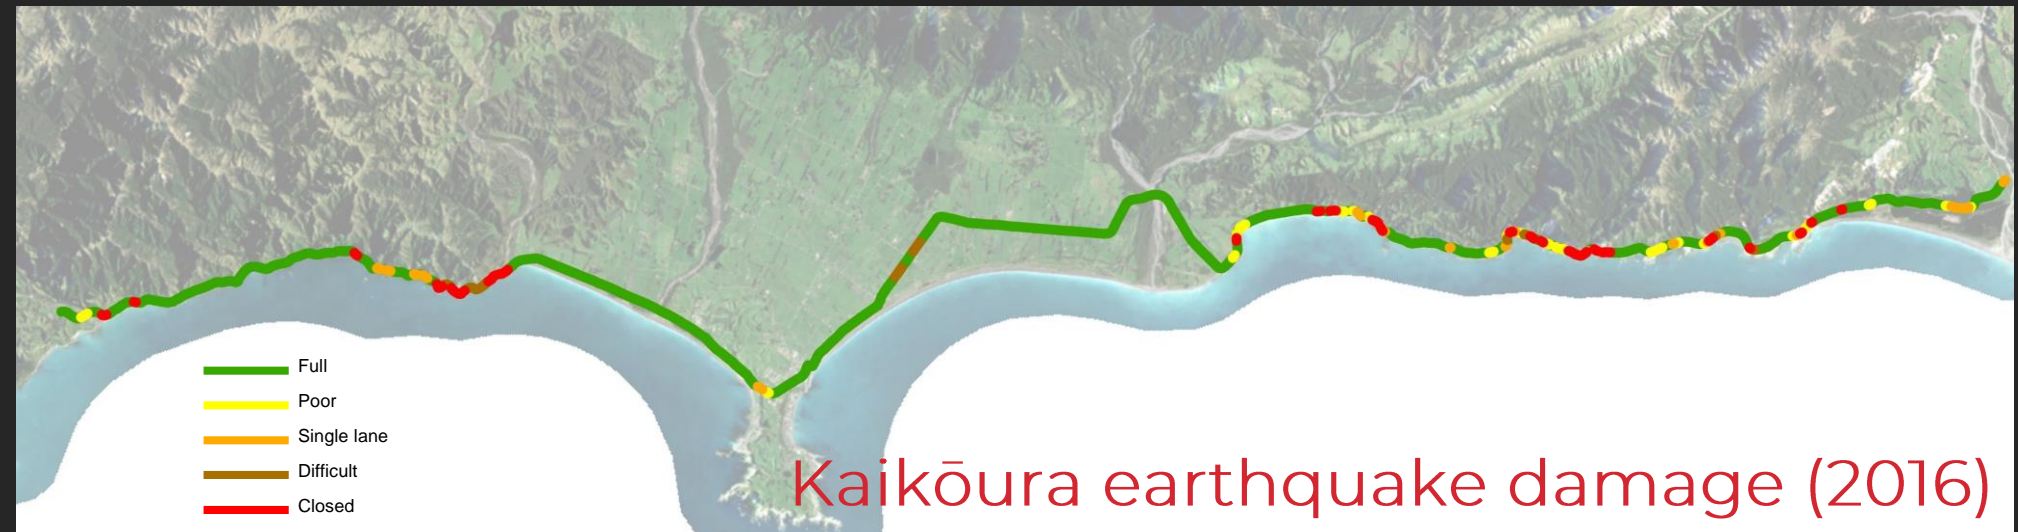 Full
Poor
Single lane
Difficult
Closed
Kaikōura earthquake damage (2016)